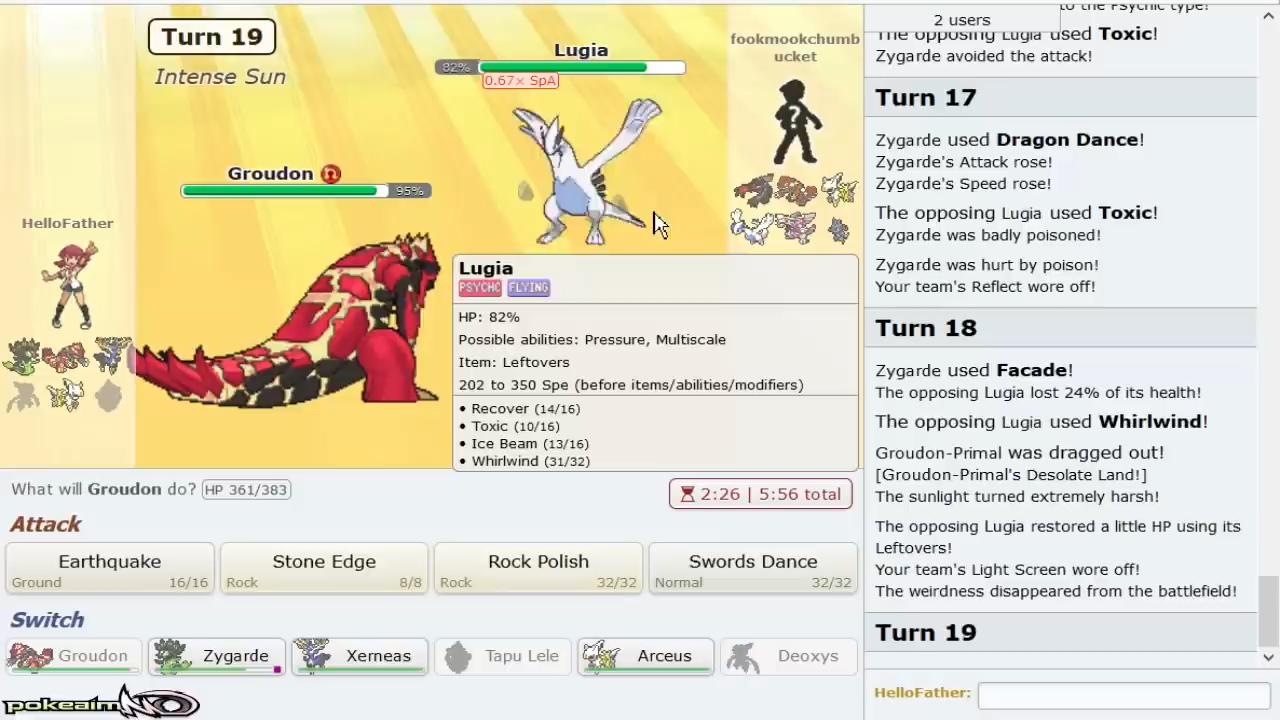 Turn 19
Intense Sun
Lugia
82%
0.67× SpA
fookmookchumb
ucket
Groudon
95%
HelloFather
Lugia
PSYCHC FLYING
HP: 82%
Possible abilities: Pressure, Multiscale
Item: Leftovers
202 to 350 Spe (before items/abilities/modifiers)
• Recover (14/16)
• Toxic (10/16)
• Ice Beam (13/16)
• Whirlwind (31/32)
What will Groudon do? HP 361/383
2:26 | 5:56 total
Attack
Earthquake
Ground 16/16
Stone Edge
Rock 8/8
Rock Polish
Rock 32/32
Swords Dance
Normal 32/32
Switch
Groudon
Zygarde
Xerneas
Tapu Lele
Arceus
Deoxys
pokeaimMD
2 users
to the Psychic type!
The opposing Lugia used Toxic!
Zygarde avoided the attack!
Turn 17
Zygarde used Dragon Dance!
Zygarde's Attack rose!
Zygarde's Speed rose!
The opposing Lugia used Toxic!
Zygarde was badly poisoned!
Zygarde was hurt by poison!
Your team's Reflect wore off!
Turn 18
Zygarde used Facade!
The opposing Lugia lost 24% of its health!
The opposing Lugia used Whirlwind!
Groudon-Primal was dragged out!
[Groudon-Primal's Desolate Land!]
The sunlight turned extremely harsh!
The opposing Lugia restored a little HP using its
Leftovers!
Your team's Light Screen wore off!
The weirdness disappeared from the battlefield!
Turn 19
HelloFather: